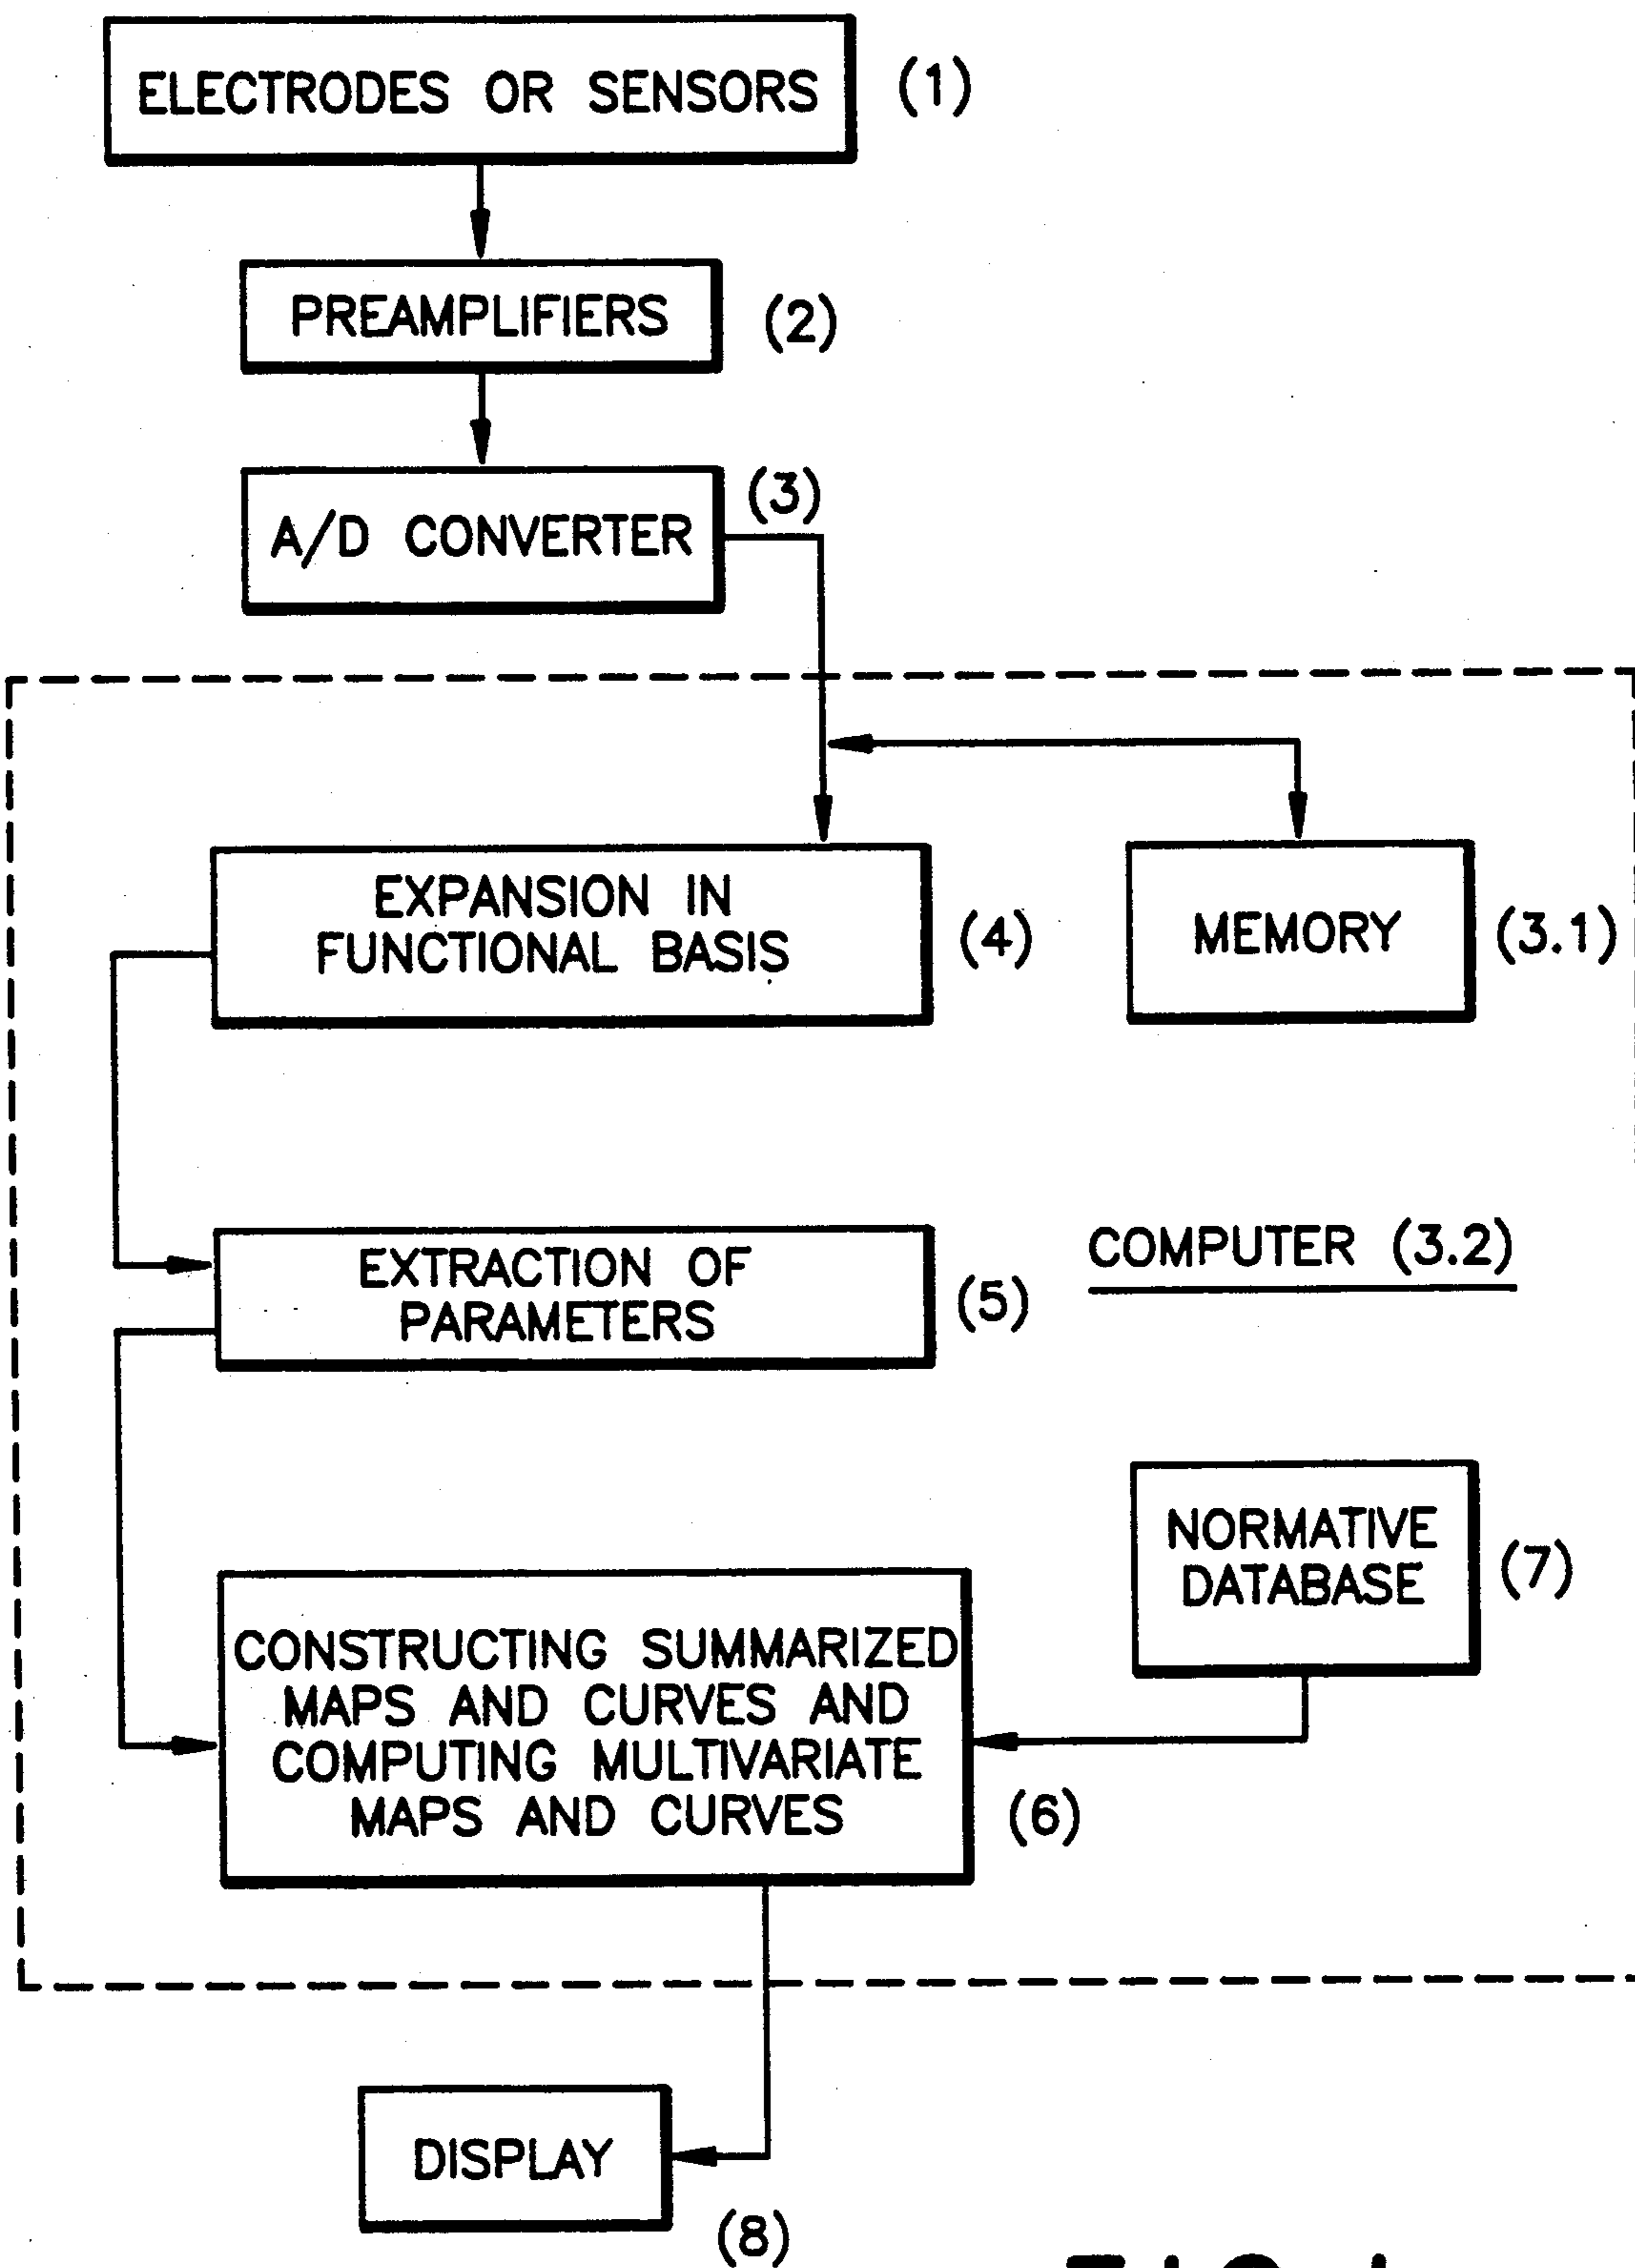 ELECTRODES OR SENSORS (1)
PREAMPLIFIERS (2)
A/D CONVERTER (3)
EXPANSION IN
FUNCTIONAL BASIS (4)
MEMORY (3.1)
EXTRACTION OF
PARAMETERS (5)
COMPUTER (3.2)
NORMATIVE
DATABASE (7)
CONSTRUCTING SUMMARIZED
MAPS AND CURVES AND
COMPUTING MULTIVARIATE
MAPS AND CURVES (6)
DISPLAY
(8)